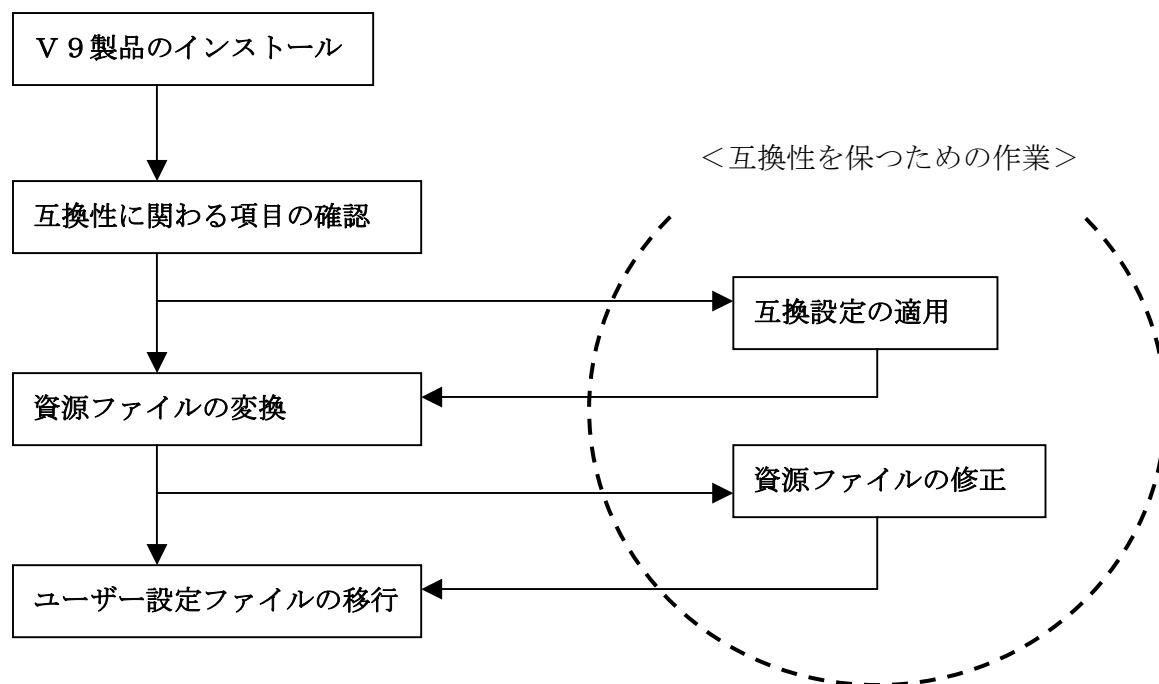 V9製品のインストール
＜互換性を保つための作業＞
互換性に関わる項目の確認
互換設定の適用
資源ファイルの変換
資源ファイルの修正
ユーザー設定ファイルの移行